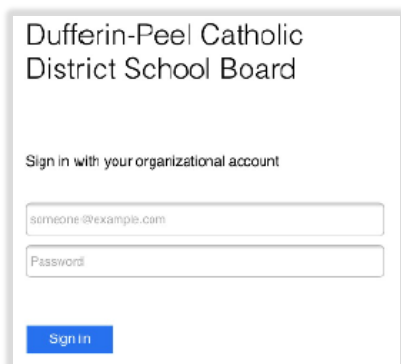 Dufferin-Peel Catholic
District School Board
Sign in with your organizational account
someone@example.com
Password
Sign in